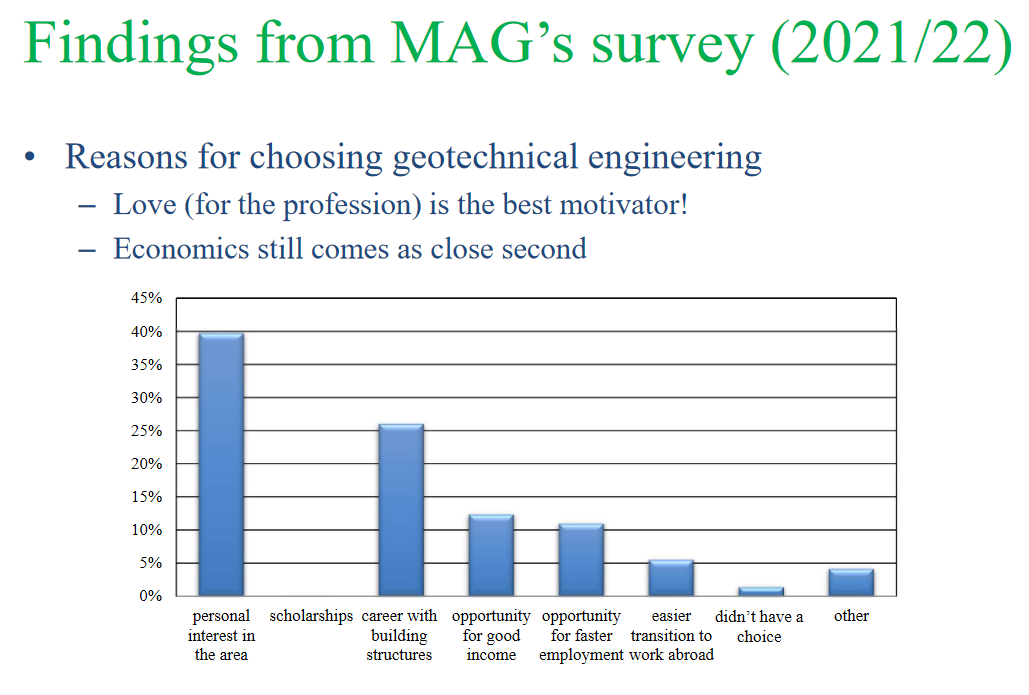 Findings from MAG’s survey (2021/22)
• Reasons for choosing geotechnical engineering
– Love (for the profession) is the best motivator!
– Economics still comes as close second
45%
40%
35%
30%
25%
20%
15%
10%
5%
0%
personal interest in the area
scholarships
career with building structures
opportunity for good income
opportunity for faster employment
easier transition to work abroad
didn’t have a choice
other